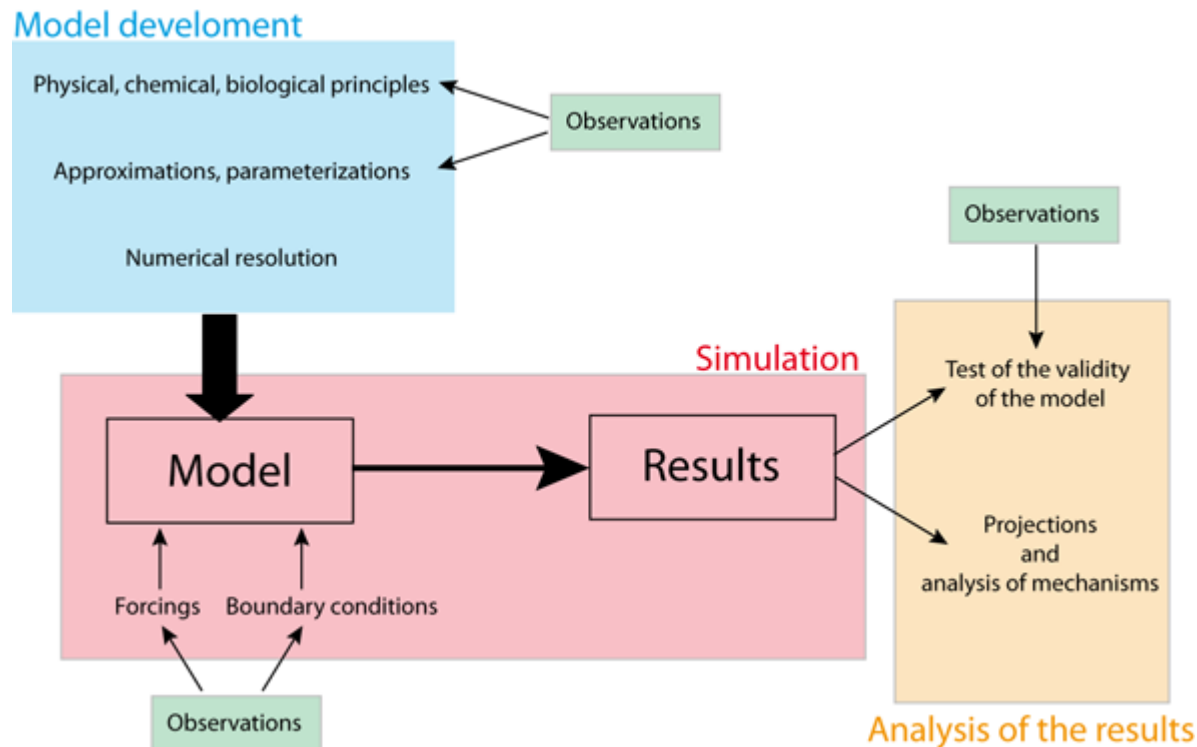 Model develoment
Physical, chemical, biological principles
Observations
Approximations, parameterizations
Numerical resolution
Observations
Simulation
Test of the validity
of the model
Model
Results
Projections
and
analysis of mechanisms
Forcings
Boundary conditions
Observations
Analysis of the results